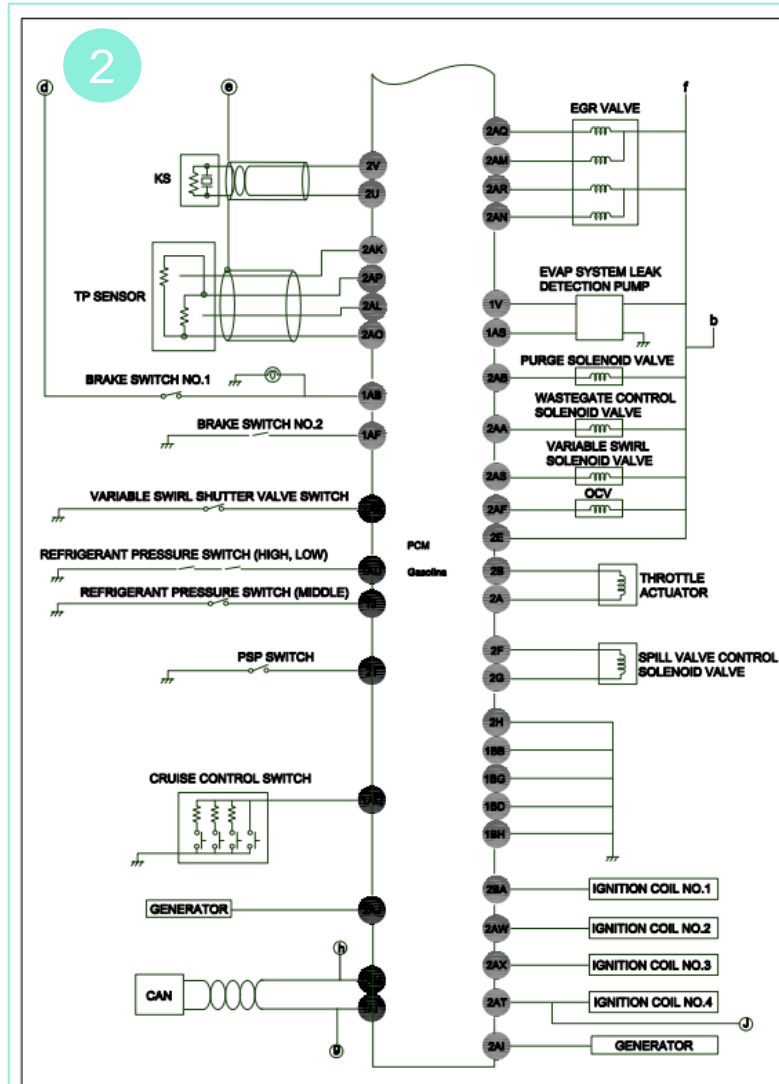 2
d
e
f
EGR VALVE
2AQ
2AM
2AR
2AN
KS
2V
2U
2AK
2AP
2AL
2AO
TP SENSOR
EVAP SYSTEM LEAK
DETECTION PUMP
1V
1AS
b
PURGE SOLENOID VALVE
2AB
BRAKE SWITCH NO.1
1AB
WASTEGATE CONTROL
SOLENOID VALVE
2AA
BRAKE SWITCH NO.2
1AF
VARIABLE SWIRL
SOLENOID VALVE
2AS
VARIABLE SWIRL SHUTTER VALVE SWITCH
OCV
2AF
2E
PCM
Gasolina
REFRIGERANT PRESSURE SWITCH (HIGH, LOW)
REFRIGERANT PRESSURE SWITCH (MIDDLE)
2B
2A
THROTTLE
ACTUATOR
PSP SWITCH
2F
2G
SPILL VALVE CONTROL
SOLENOID VALVE
2H
1BB
1BG
1BD
1BH
CRUISE CONTROL SWITCH
2BA
IGNITION COIL NO.1
GENERATOR
2AW
IGNITION COIL NO.2
2AX
IGNITION COIL NO.3
h
CAN
g
2AT
IGNITION COIL NO.4
J
2AI
GENERATOR